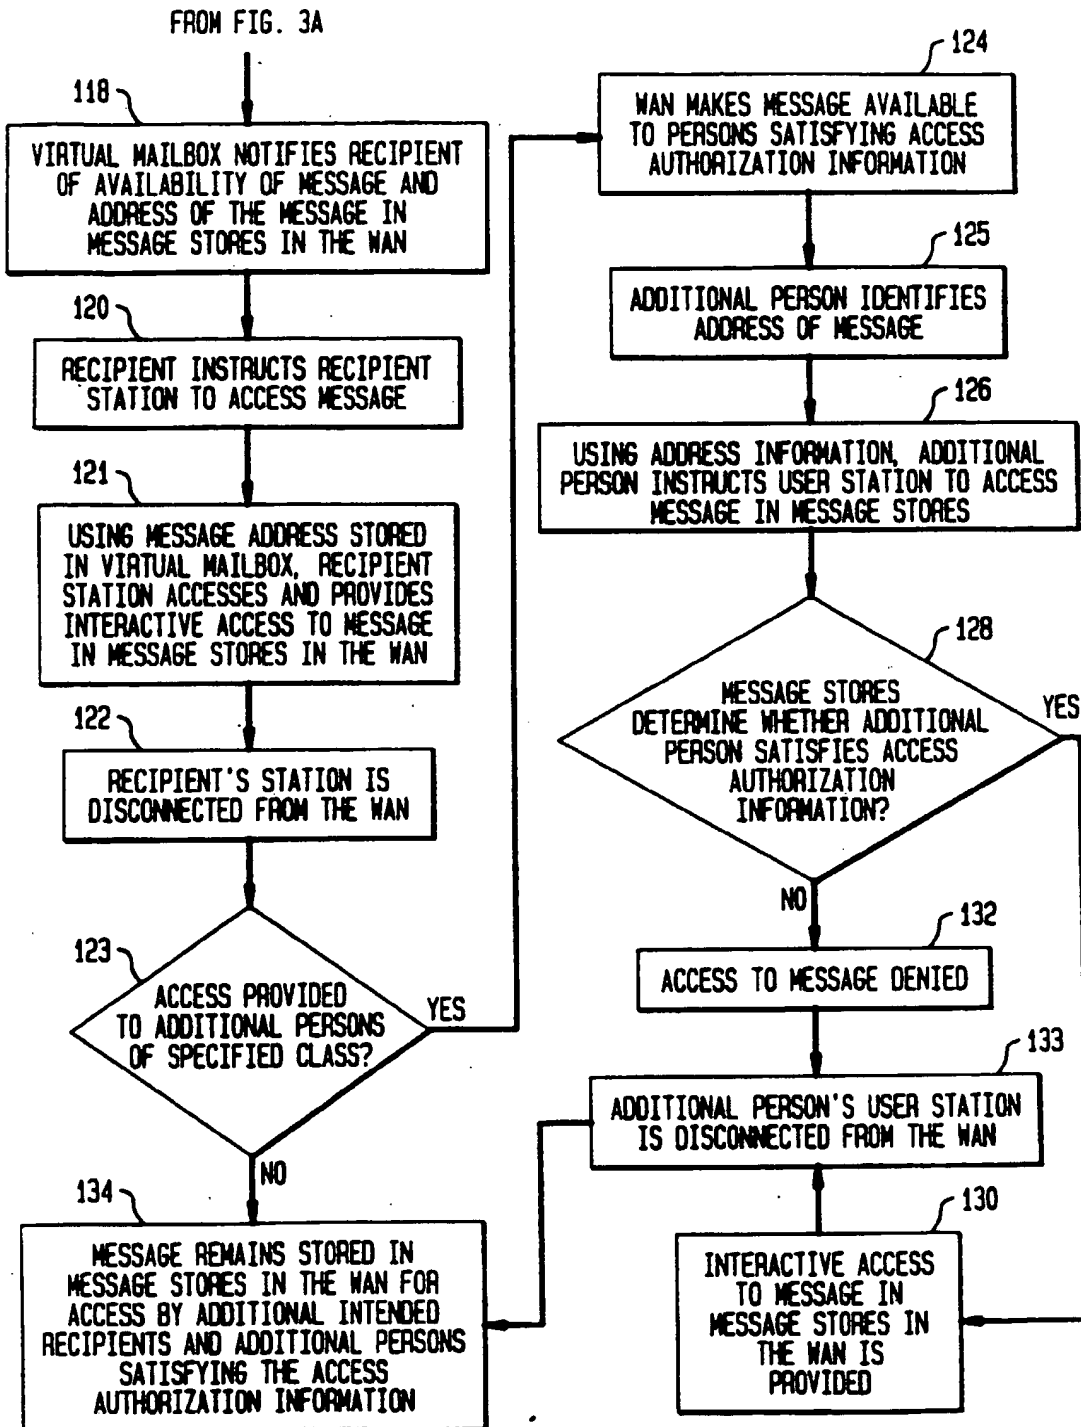 FROM FIG. 3A
118
VIRTUAL MAILBOX NOTIFIES RECIPIENT
OF AVAILABILITY OF MESSAGE AND
ADDRESS OF THE MESSAGE IN
MESSAGE STORES IN THE WAN
120
RECIPIENT INSTRUCTS RECIPIENT
STATION TO ACCESS MESSAGE
121
USING MESSAGE ADDRESS STORED
IN VIRTUAL MAILBOX, RECIPIENT
STATION ACCESSES AND PROVIDES
INTERACTIVE ACCESS TO MESSAGE
IN MESSAGE STORES IN THE WAN
122
RECIPIENT'S STATION IS
DISCONNECTED FROM THE WAN
123
ACCESS PROVIDED
TO ADDITIONAL PERSONS
OF SPECIFIED CLASS?
YES
NO
134
MESSAGE REMAINS STORED IN
MESSAGE STORES IN THE WAN FOR
ACCESS BY ADDITIONAL INTENDED
RECIPIENTS AND ADDITIONAL PERSONS
SATISFYING THE ACCESS
AUTHORIZATION INFORMATION
124
WAN MAKES MESSAGE AVAILABLE
TO PERSONS SATISFYING ACCESS
AUTHORIZATION INFORMATION
125
ADDITIONAL PERSON IDENTIFIES
ADDRESS OF MESSAGE
126
USING ADDRESS INFORMATION, ADDITIONAL
PERSON INSTRUCTS USER STATION TO ACCESS
MESSAGE IN MESSAGE STORES
128
MESSAGE STORES
DETERMINE WHETHER ADDITIONAL
PERSON SATISFIES ACCESS
AUTHORIZATION
INFORMATION?
YES
NO
132
ACCESS TO MESSAGE DENIED
133
ADDITIONAL PERSON'S USER STATION
IS DISCONNECTED FROM THE WAN
130
INTERACTIVE ACCESS
TO MESSAGE IN
MESSAGE STORES IN
THE WAN IS
PROVIDED